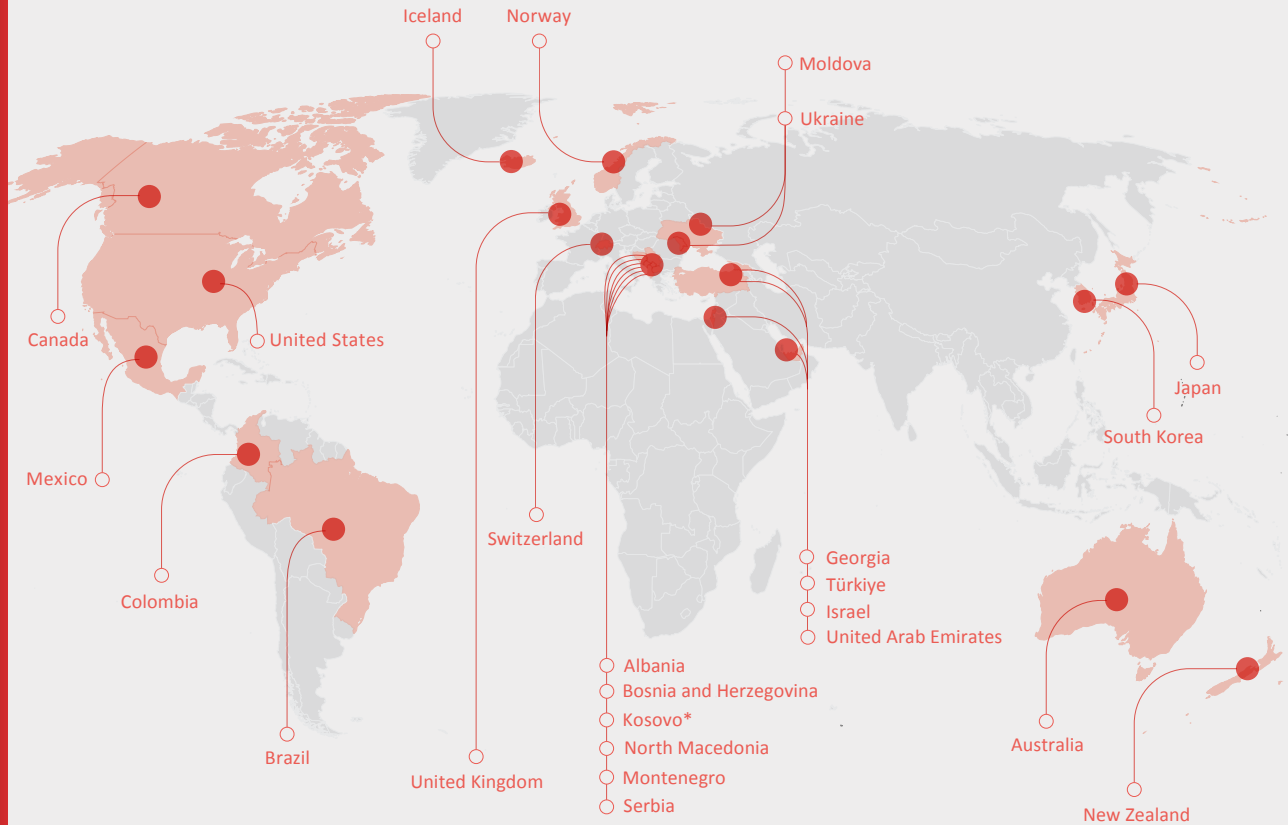 Iceland
Norway
Moldova
Ukraine
Canada
United States
Japan
South Korea
Mexico
Switzerland
Georgia
Türkiye
Israel
United Arab Emirates
Colombia
Albania
Bosnia and Herzegovina
Kosovo*
North Macedonia
Montenegro
Serbia
Brazil
United Kingdom
Australia
New Zealand